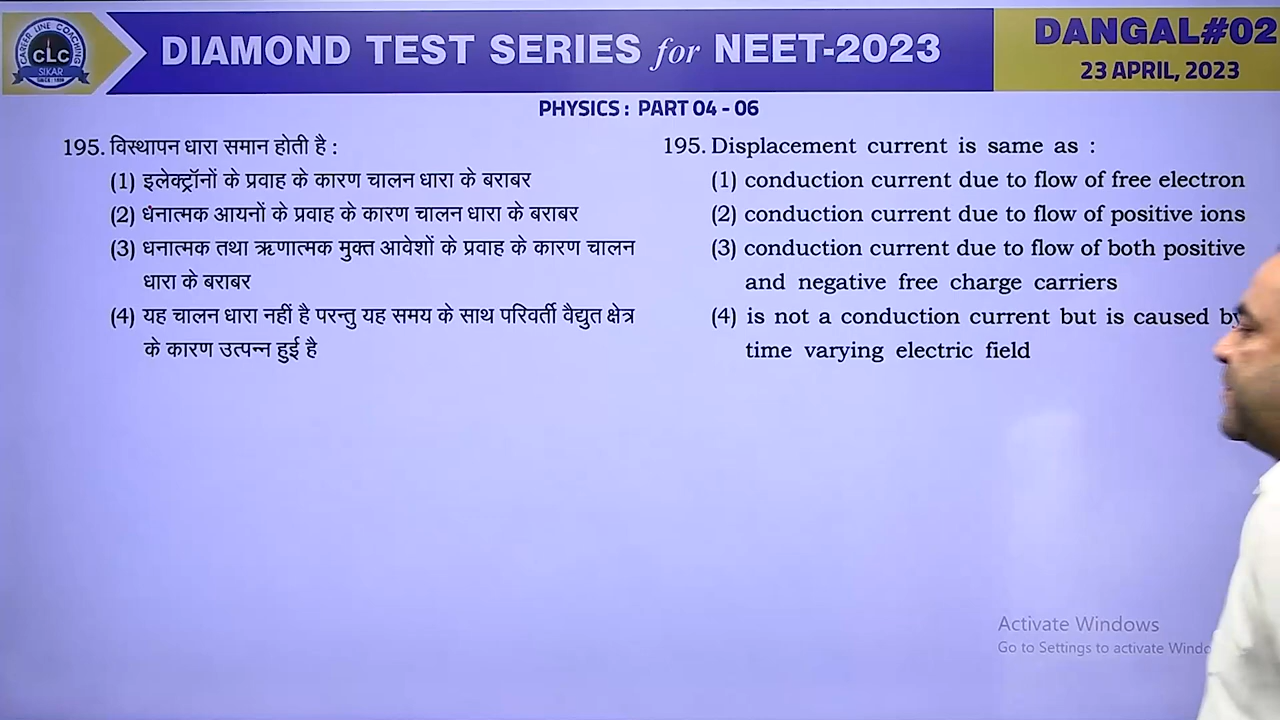 CAREER LINE COACHING
CLC
SIKAR
SINCE : 1996
DIAMOND TEST SERIES for NEET-2023
DANGAL#02
23 APRIL, 2023
PHYSICS : PART 04 - 06
195. विस्थापन धारा समान होती है :
(1) इलेक्ट्रॉनों के प्रवाह के कारण चालन धारा के बराबर
(2) धनात्मक आयनों के प्रवाह के कारण चालन धारा के बराबर
(3) धनात्मक तथा ऋणात्मक मुक्त आवेशों के प्रवाह के कारण चालन
धारा के बराबर
(4) यह चालन धारा नहीं है परन्तु यह समय के साथ परिवर्ती वैद्युत क्षेत्र
के कारण उत्पन्न हुई है
195. Displacement current is same as :
(1) conduction current due to flow of free electron
(2) conduction current due to flow of positive ions
(3) conduction current due to flow of both positive
and negative free charge carriers
(4) is not a conduction current but is caused by
time varying electric field
Activate Windows
Go to Settings to activate Windo